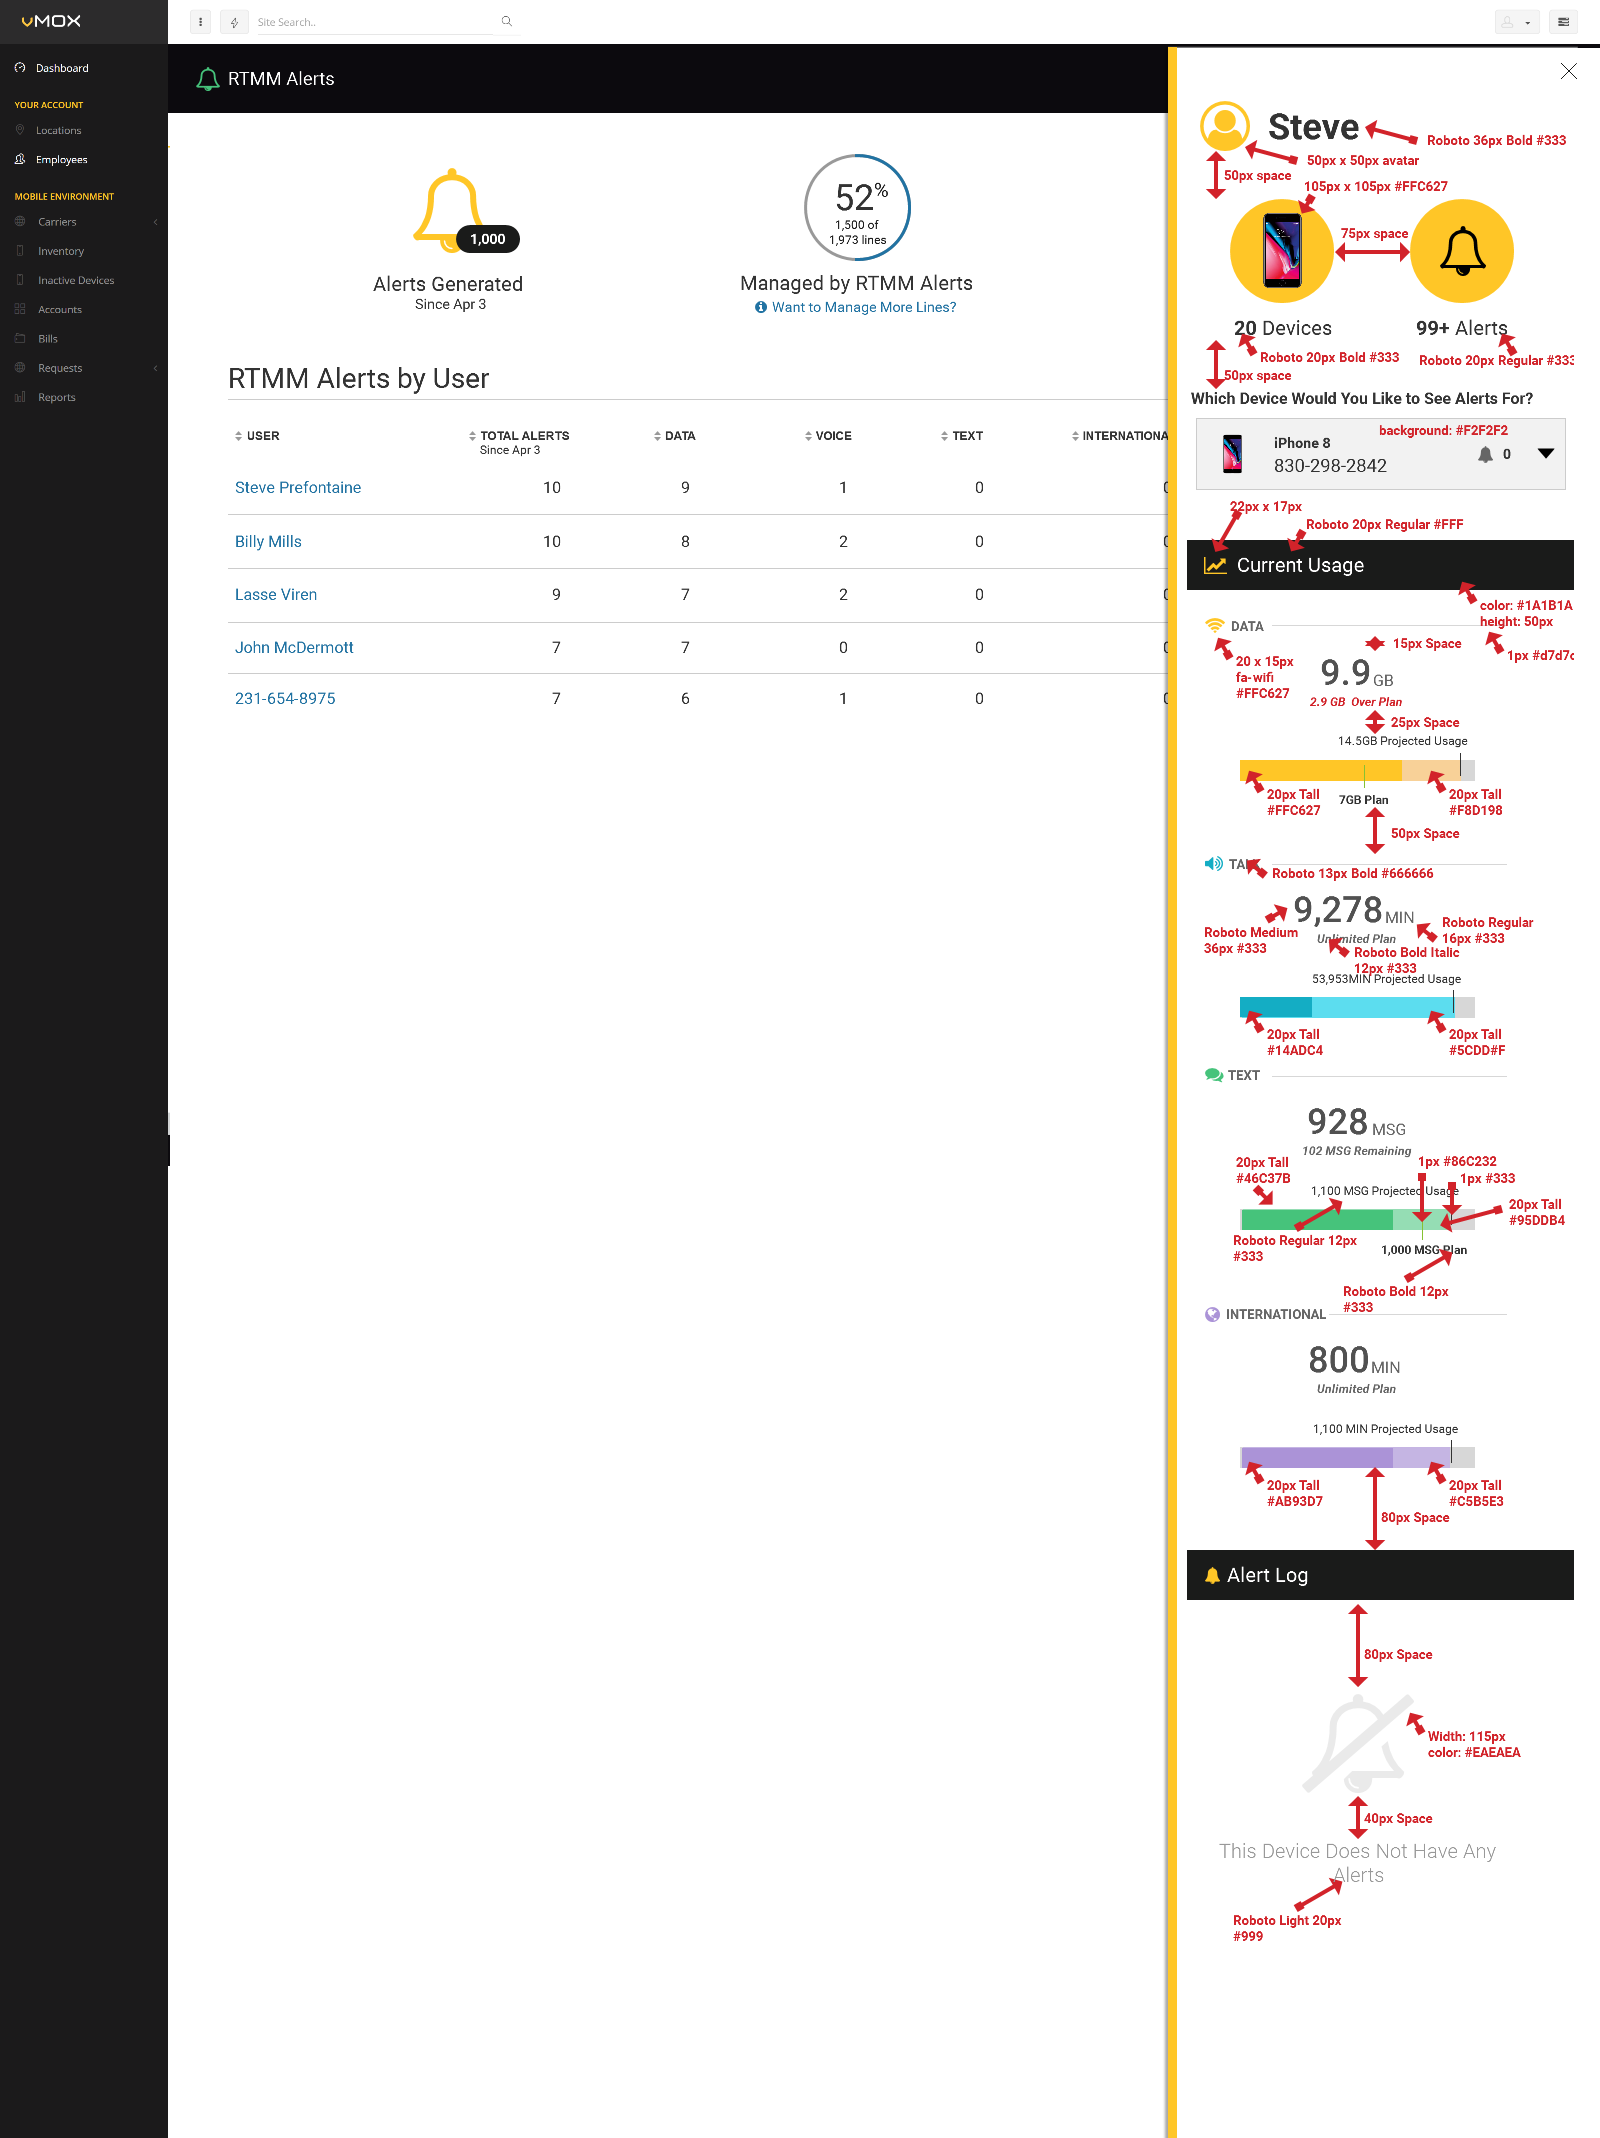 vMOX
Site Search..
Dashboard
YOUR ACCOUNT
Locations
Employees
MOBILE ENVIRONMENT
Carriers
Inventory
Inactive Devices
Accounts
Bills
Requests
Reports
RTMM Alerts
1,000
Alerts Generated
Since Apr 3
52%
1,500 of
1,973 lines
Managed by RTMM Alerts
Want to Manage More Lines?
RTMM Alerts by User
USER TOTAL ALERTS DATA VOICE TEXT INTERNATIONA
Since Apr 3
Steve Prefontaine 10 9 1 0 0
Billy Mills 10 8 2 0 0
Lasse Viren 9 7 2 0 0
John McDermott 7 7 0 0 0
231-654-8975 7 6 1 0 0
Steve
Roboto 36px Bold #333
50px x 50px avatar
50px space
105px x 105px #FFC627
75px space
20 Devices
99+ Alerts
Roboto 20px Bold #333
Roboto 20px Regular #333
50px space
Which Device Would You Like to See Alerts For?
background: #F2F2F2
iPhone 8
830-298-2842
0
22px x 17px
Roboto 20px Regular #FFF
Current Usage
color: #1A1B1A
height: 50px
DATA
15px Space
1px #d7d7c
20 x 15px
fa-wifi
#FFC627
9.9 GB
2.9 GB Over Plan
25px Space
14.5GB Projected Usage
20px Tall
#FFC627
7GB Plan
20px Tall
#F8D198
50px Space
TALK
Roboto 13px Bold #666666
9,278 MIN
Roboto Medium
36px #333
Unlimited Plan
Roboto Regular
16px #333
Roboto Bold Italic
12px #333
53,953MIN Projected Usage
20px Tall
#14ADC4
20px Tall
#5CDD#F
TEXT
928 MSG
102 MSG Remaining
20px Tall
#46C37B
1px #86C232
1px #333
1,100 MSG Projected Usage
20px Tall
#95DDB4
Roboto Regular 12px
#333
1,000 MSG Plan
Roboto Bold 12px
#333
INTERNATIONAL
800 MIN
Unlimited Plan
1,100 MIN Projected Usage
20px Tall
#AB93D7
20px Tall
#C5B5E3
80px Space
Alert Log
80px Space
Width: 115px
color: #EAEAEA
40px Space
This Device Does Not Have Any
Alerts
Roboto Light 20px
#999